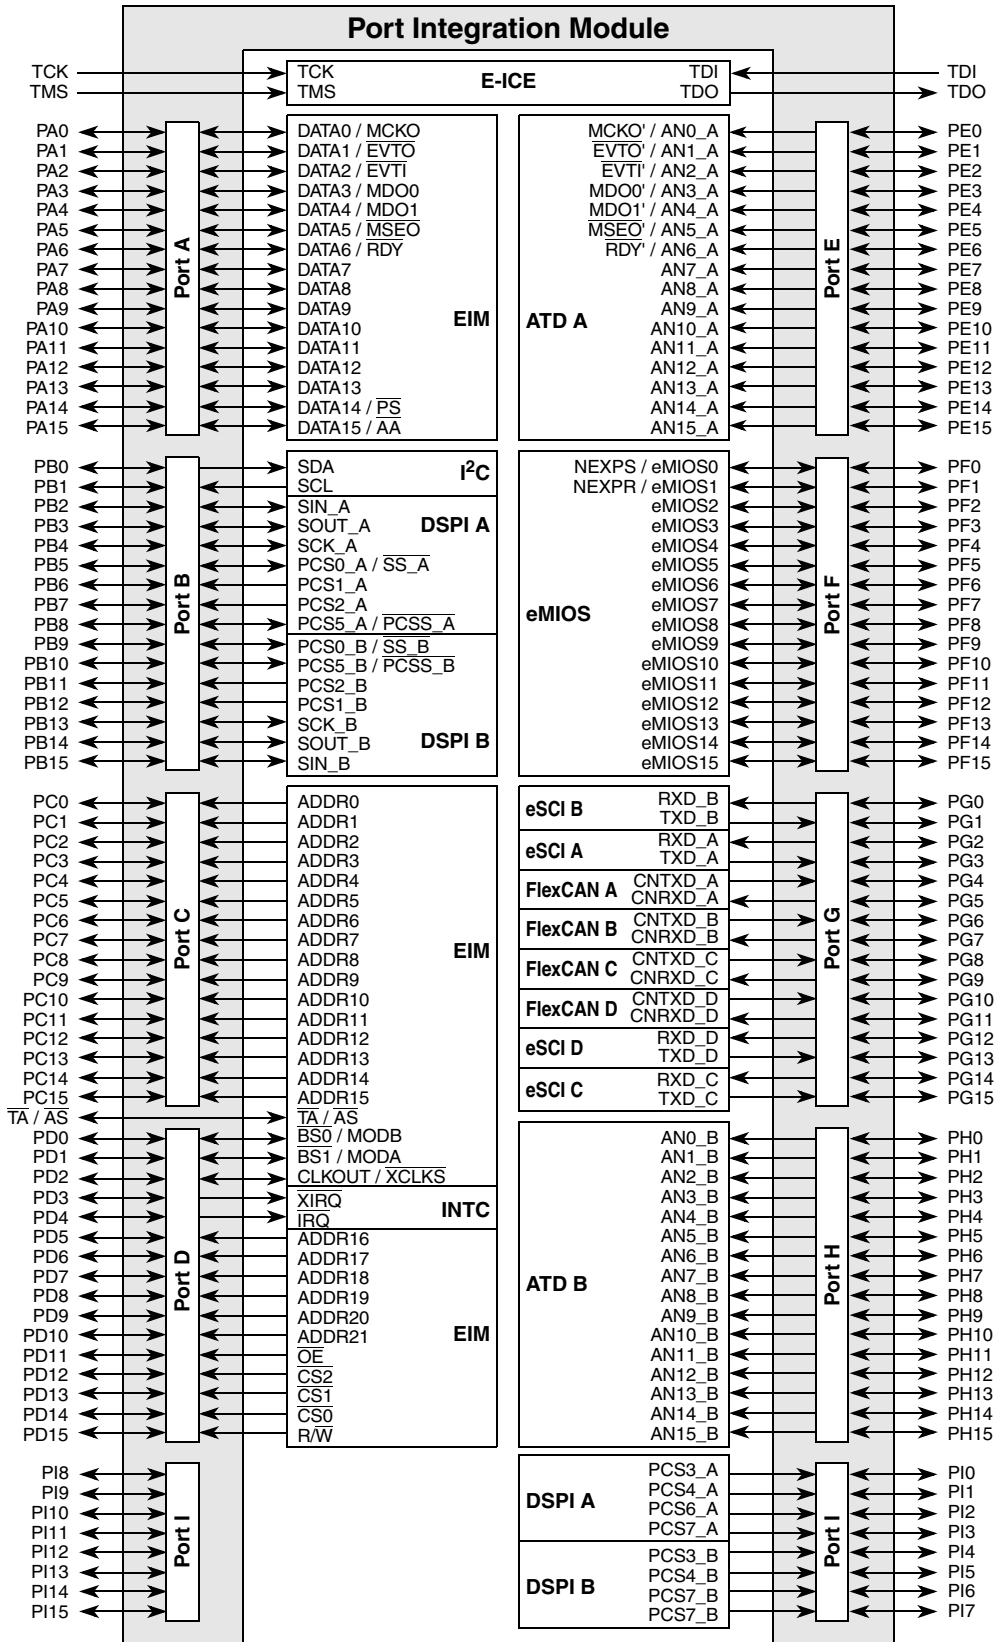 Port Integration Module
TCK TCK E-ICE TDI TDI
TMS TMS TDO TDO
PA0 DATA0 / MCKO MCKO' / AN0_A PE0
PA1 DATA1 / EVTO EVTO' / AN1_A PE1
PA2 DATA2 / EVTI EVTI' / AN2_A PE2
PA3 DATA3 / MDO0 MDO0' / AN3_A PE3
PA4 DATA4 / MDO1 MDO1' / AN4_A PE4
PA5 DATA5 / MSEO MSEO' / AN5_A PE5
PA6 DATA6 / RDY RDY' / AN6_A PE6
PA7 Port A DATA7 AN7_A Port E PE7
PA8 DATA8 AN8_A PE8
PA9 DATA9 EIM ATD A AN9_A PE9
PA10 DATA10 AN10_A PE10
PA11 DATA11 AN11_A PE11
PA12 DATA12 AN12_A PE12
PA13 DATA13 AN13_A PE13
PA14 DATA14 / PS AN14_A PE14
PA15 DATA15 / AA AN15_A PE15
PB0 SDA I2C NEXPS / eMIOS0 PF0
PB1 SCL NEXPR / eMIOS1 PF1
PB2 SIN_A eMIOS2 PF2
PB3 SOUT_A DSPI A eMIOS3 PF3
PB4 SCK_A eMIOS4 PF4
PB5 PCS0_A / SS_A eMIOS5 PF5
PB6 PCS1_A eMIOS6 PF6
PB7 Port B PCS2_A eMIOS eMIOS7 Port F PF7
PB8 PCS5_A / PCSS_A eMIOS8 PF8
PB9 PCS0_B / SS_B eMIOS9 PF9
PB10 PCS5_B / PCSS_B eMIOS10 PF10
PB11 PCS2_B eMIOS11 PF11
PB12 PCS1_B eMIOS12 PF12
PB13 SCK_B eMIOS13 PF13
PB14 SOUT_B DSPI B eMIOS14 PF14
PB15 SIN_B eMIOS15 PF15
PC0 ADDR0 eSCI B RXD_B PG0
PC1 ADDR1 TXD_B PG1
PC2 ADDR2 eSCI A RXD_A PG2
PC3 ADDR3 TXD_A PG3
PC4 ADDR4 FlexCAN A CNTXD_A PG4
PC5 ADDR5 CNRXD_A PG5
PC6 ADDR6 FlexCAN B CNTXD_B PG6
PC7 Port C ADDR7 EIM CNRXD_B Port G PG7
PC8 ADDR8 FlexCAN C CNTXD_C PG8
PC9 ADDR9 CNRXD_C PG9
PC10 ADDR10 FlexCAN D CNTXD_D PG10
PC11 ADDR11 CNRXD_D PG11
PC12 ADDR12 eSCI D RXD_D PG12
PC13 ADDR13 TXD_D PG13
PC14 ADDR14 eSCI C RXD_C PG14
PC15 ADDR15 TXD_C PG15
TA / AS TA / AS
PD0 BS0 / MODB AN0_B PH0
PD1 BS1 / MODA AN1_B PH1
PD2 CLKOUT / XCLKS AN2_B PH2
PD3 XIRQ INTC AN3_B PH3
PD4 IRQ AN4_B PH4
PD5 ADDR16 AN5_B PH5
PD6 ADDR17 AN6_B PH6
PD7 Port D ADDR18 ATD B AN7_B Port H PH7
PD8 ADDR19 AN8_B PH8
PD9 ADDR20 AN9_B PH9
PD10 ADDR21 EIM AN10_B PH10
PD11 OE AN11_B PH11
PD12 CS2 AN12_B PH12
PD13 CS1 AN13_B PH13
PD14 CS0 AN14_B PH14
PD15 R/W AN15_B PH15
PI8 PCS3_A PI0
PI9 DSPI A PCS4_A PI1
PI10 PCS6_A PI2
PI11 Port I PCS7_A Port I PI3
PI12 PCS3_B PI4
PI13 DSPI B PCS4_B PI5
PI14 PCS7_B PI6
PI15 PCS7_B PI7